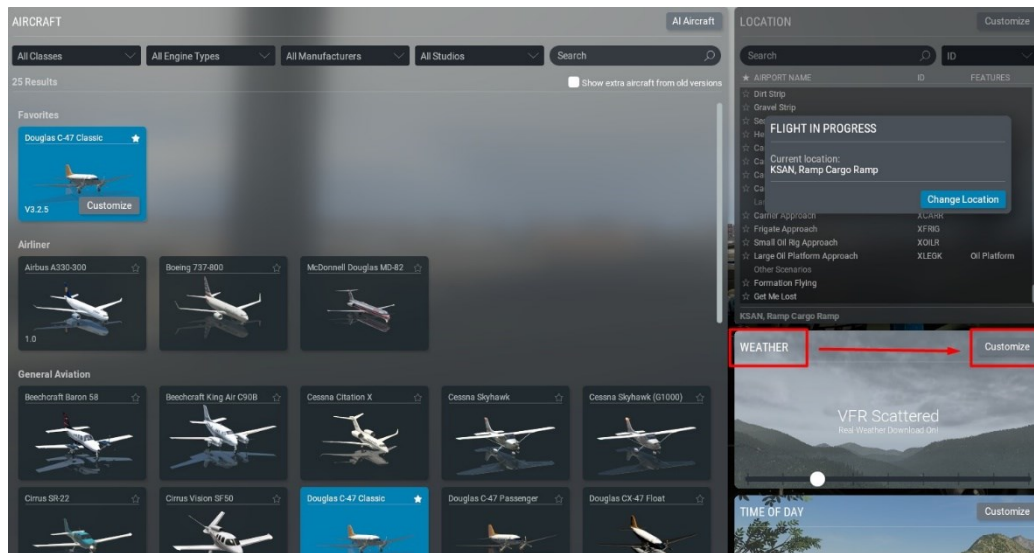 AIRCRAFT
AI Aircraft
All Classes
All Engine Types
All Manufacturers
All Studios
Search
25 Results
Show extra aircraft from old versions
Favorites
Douglas C-47 Classic
V3.2.5
Customize
Airliner
Airbus A330-300
1.0
Boeing 737-800
McDonnell Douglas MD-82
General Aviation
Beechcraft Baron 58
Beechcraft King Air C90B
Cessna Citation X
Cessna Skyhawk
Cessna Skyhawk (G1000)
Cirrus SR-22
Cirrus Vision SF50
Douglas C-47 Classic
Douglas C-47 Passenger
Douglas CX-47 Float
LOCATION
Customize
Search
ID
AIRPORT NAME ID FEATURES
Dirt Strip
Gravel Strip
FLIGHT IN PROGRESS
Current location:
KSAN, Ramp Cargo Ramp
Change Location
Carrier Approach XCARR
Frigate Approach XFRIG
Small Oil Rig Approach XOILR
Large Oil Platform Approach XLEGK Oil Platform
Other Scenarios
Formation Flying
Get Me Lost
KSAN, Ramp Cargo Ramp
WEATHER
Customize
VFR Scattered
Real Weather Download On!
TIME OF DAY
Customize